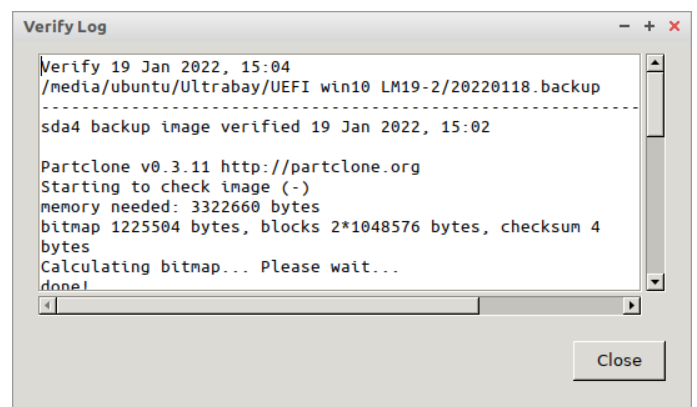 Verify Log
Verify 19 Jan 2022, 15:04
/media/ubuntu/Ultrabay/UEFI win10 LM19-2/20220118.backup
--------------------------------------------------------------
sda4 backup image verified 19 Jan 2022, 15:02
Partclone v0.3.11 http://partclone.org
Starting to check image (-)
memory needed: 3322660 bytes
bitmap 1225504 bytes, blocks 2*1048576 bytes, checksum 4
bytes
Calculating bitmap... Please wait...
done!
Close